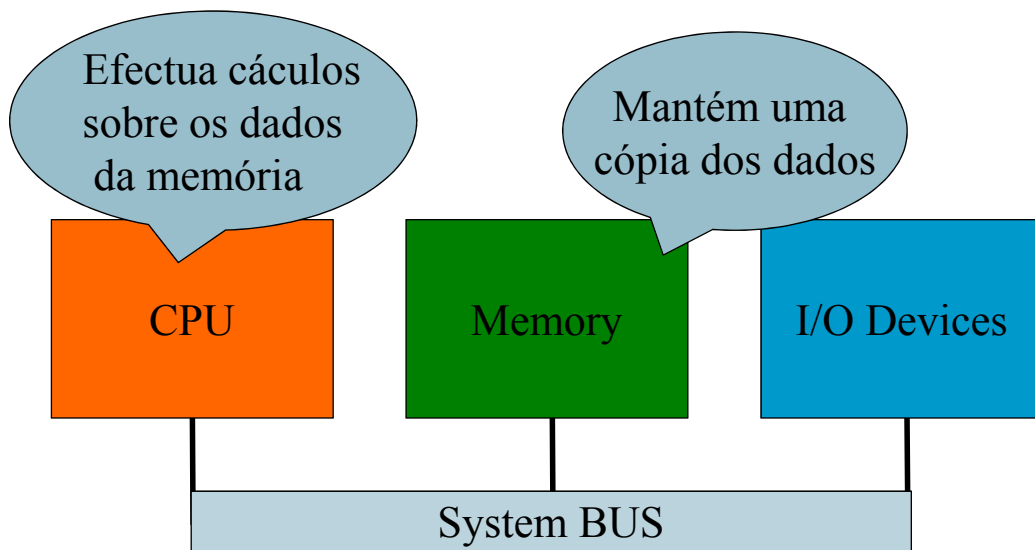 Efectua cáculos
sobre os dados
da memória
Mantém uma
cópia dos dados
CPU
Memory
I/O Devices
System BUS